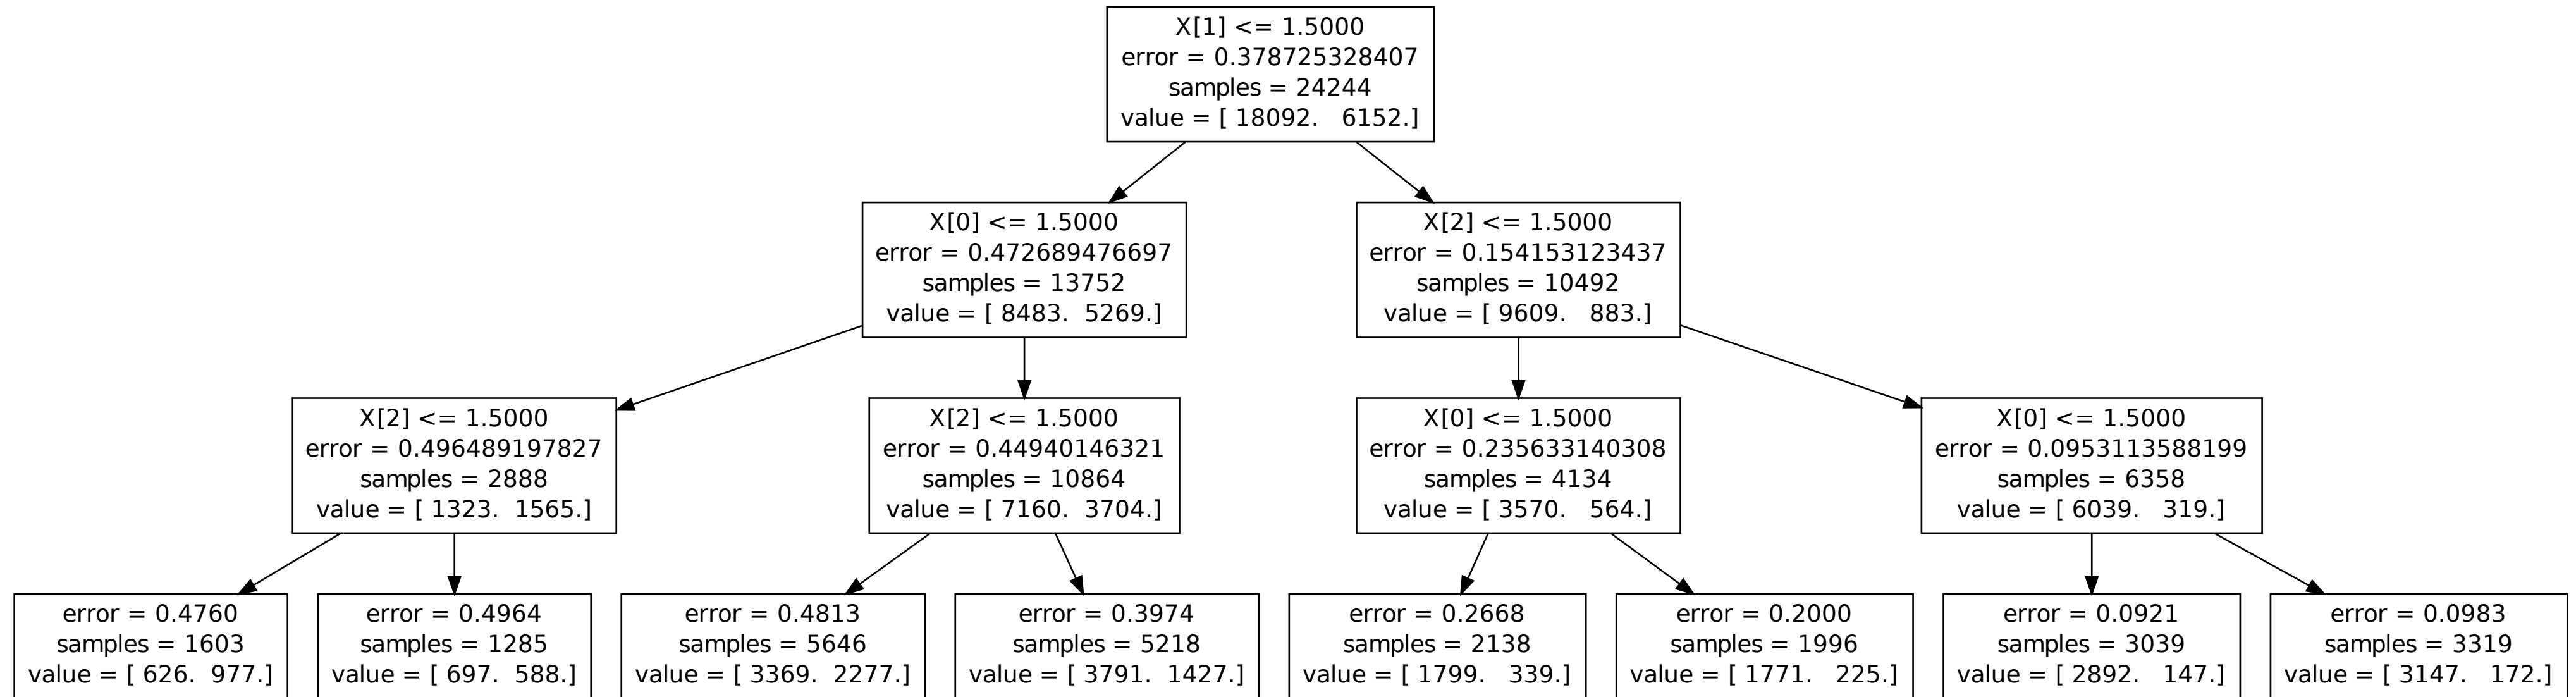 X[1] <= 1.5000
error = 0.378725328407
samples = 24244
value = [ 18092.   6152.]
X[0] <= 1.5000
error = 0.472689476697
samples = 13752
value = [ 8483.  5269.]
X[2] <= 1.5000
error = 0.154153123437
samples = 10492
value = [ 9609.   883.]
X[2] <= 1.5000
error = 0.496489197827
samples = 2888
value = [ 1323.  1565.]
X[2] <= 1.5000
error = 0.44940146321
samples = 10864
value = [ 7160.  3704.]
X[0] <= 1.5000
error = 0.235633140308
samples = 4134
value = [ 3570.   564.]
X[0] <= 1.5000
error = 0.0953113588199
samples = 6358
value = [ 6039.   319.]
error = 0.4760
samples = 1603
value = [ 626.  977.]
error = 0.4964
samples = 1285
value = [ 697.  588.]
error = 0.4813
samples = 5646
value = [ 3369.  2277.]
error = 0.3974
samples = 5218
value = [ 3791.  1427.]
error = 0.2668
samples = 2138
value = [ 1799.   339.]
error = 0.2000
samples = 1996
value = [ 1771.   225.]
error = 0.0921
samples = 3039
value = [ 2892.   147.]
error = 0.0983
samples = 3319
value = [ 3147.   172.]